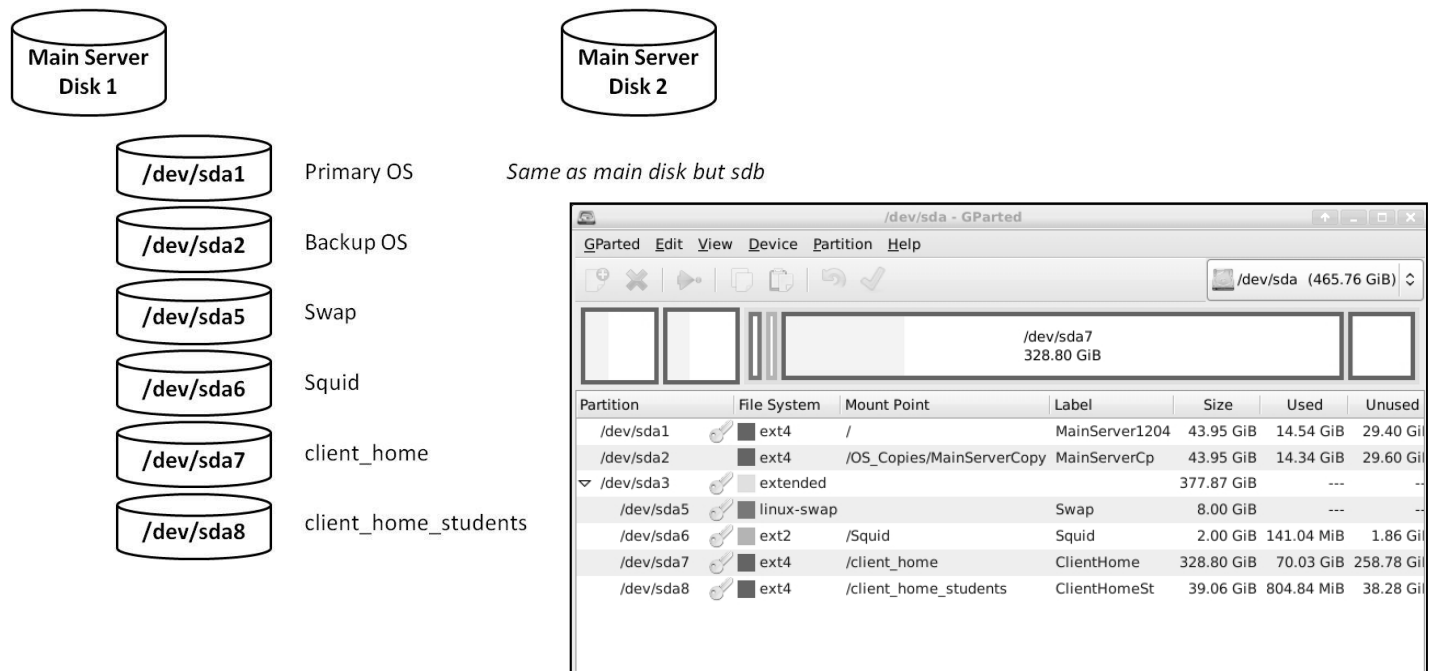 Main Server
Disk 1
Main Server
Disk 2
/dev/sda1 Primary OS Same as main disk but sdb
/dev/sda2 Backup OS
/dev/sda5 Swap
/dev/sda6 Squid
/dev/sda7 client_home
/dev/sda8 client_home_students
/dev/sda - GParted
GParted Edit View Device Partition Help
/dev/sda (465.76 GiB)
/dev/sda7
328.80 GiB
Partition File System Mount Point Label Size Used Unused
/dev/sda1 ext4 / MainServer1204 43.95 GiB 14.54 GiB 29.40 Gi
/dev/sda2 ext4 /OS_Copies/MainServerCopy MainServerCp 43.95 GiB 14.34 GiB 29.60 Gi
/dev/sda3 extended 377.87 GiB --- --
/dev/sda5 linux-swap Swap 8.00 GiB --- --
/dev/sda6 ext2 /Squid Squid 2.00 GiB 141.04 MiB 1.86 Gi
/dev/sda7 ext4 /client_home ClientHome 328.80 GiB 70.03 GiB 258.78 Gi
/dev/sda8 ext4 /client_home_students ClientHomeSt 39.06 GiB 804.84 MiB 38.28 Gi